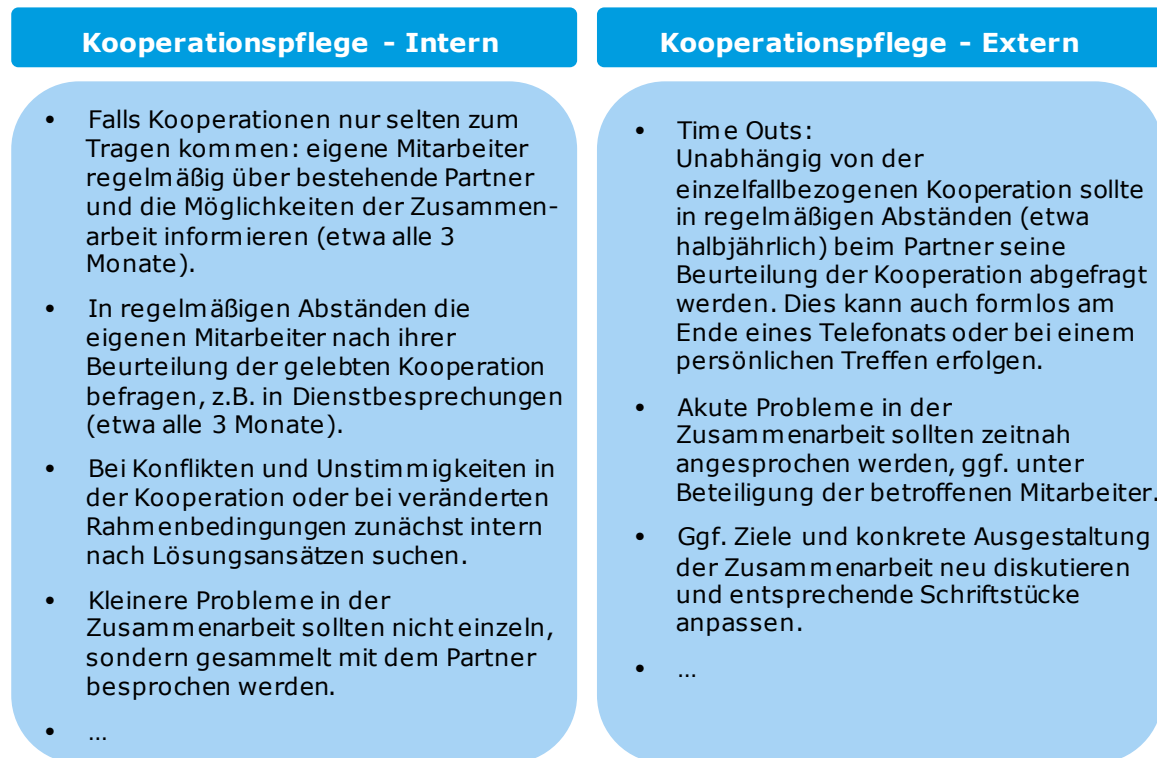 Kooperationspflege - Intern
• Falls Kooperationen nur selten zum
Tragen kommen: eigene Mitarbeiter
regelmäßig über bestehende Partner
und die Möglichkeiten der Zusammen-
arbeit informieren (etwa alle 3
Monate).
• In regelmäßigen Abständen die
eigenen Mitarbeiter nach ihrer
Beurteilung der gelebten Kooperation
befragen, z.B. in Dienstbesprechungen
(etwa alle 3 Monate).
• Bei Konflikten und Unstimmigkeiten in
der Kooperation oder bei veränderten
Rahmenbedingungen zunächst intern
nach Lösungsansätzen suchen.
• Kleinere Probleme in der
Zusammenarbeit sollten nicht einzeln,
sondern gesammelt mit dem Partner
besprochen werden.
• …
Kooperationspflege - Extern
• Time Outs:
Unabhängig von der
einzelfallbezogenen Kooperation sollte
in regelmäßigen Abständen (etwa
halbjährlich) beim Partner seine
Beurteilung der Kooperation abgefragt
werden. Dies kann auch formlos am
Ende eines Telefonats oder bei einem
persönlichen Treffen erfolgen.
• Akute Probleme in der
Zusammenarbeit sollten zeitnah
angesprochen werden, ggf. unter
Beteiligung der betroffenen Mitarbeiter.
• Ggf. Ziele und konkrete Ausgestaltung
der Zusammenarbeit neu diskutieren
und entsprechende Schriftstücke
anpassen.
• …